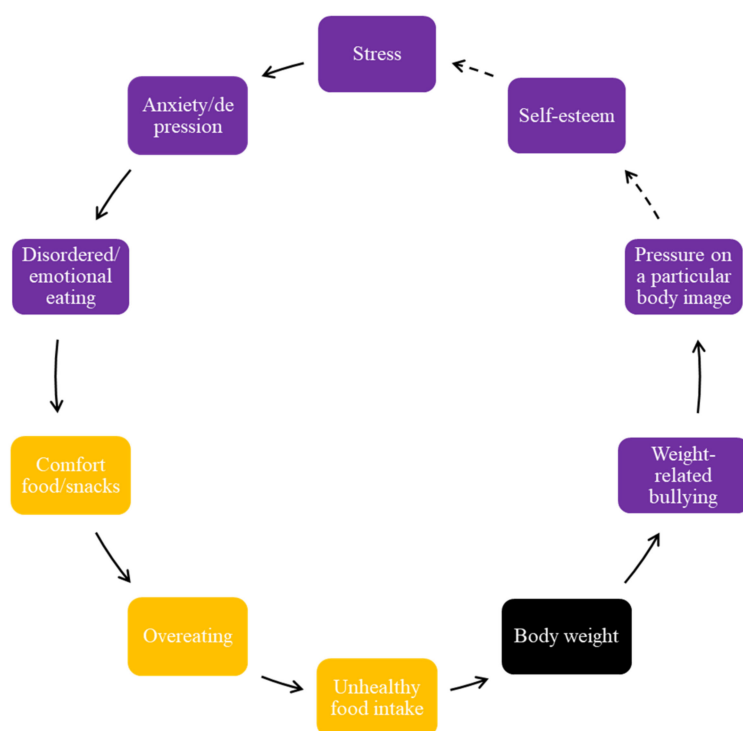 Stress
Anxiety/de
pression
Self-esteem
Disordered/
emotional
eating
Pressure on
a particular
body image
Comfort
food/snacks
Weight-
related
bullying
Overeating
Body weight
Unhealthy
food intake